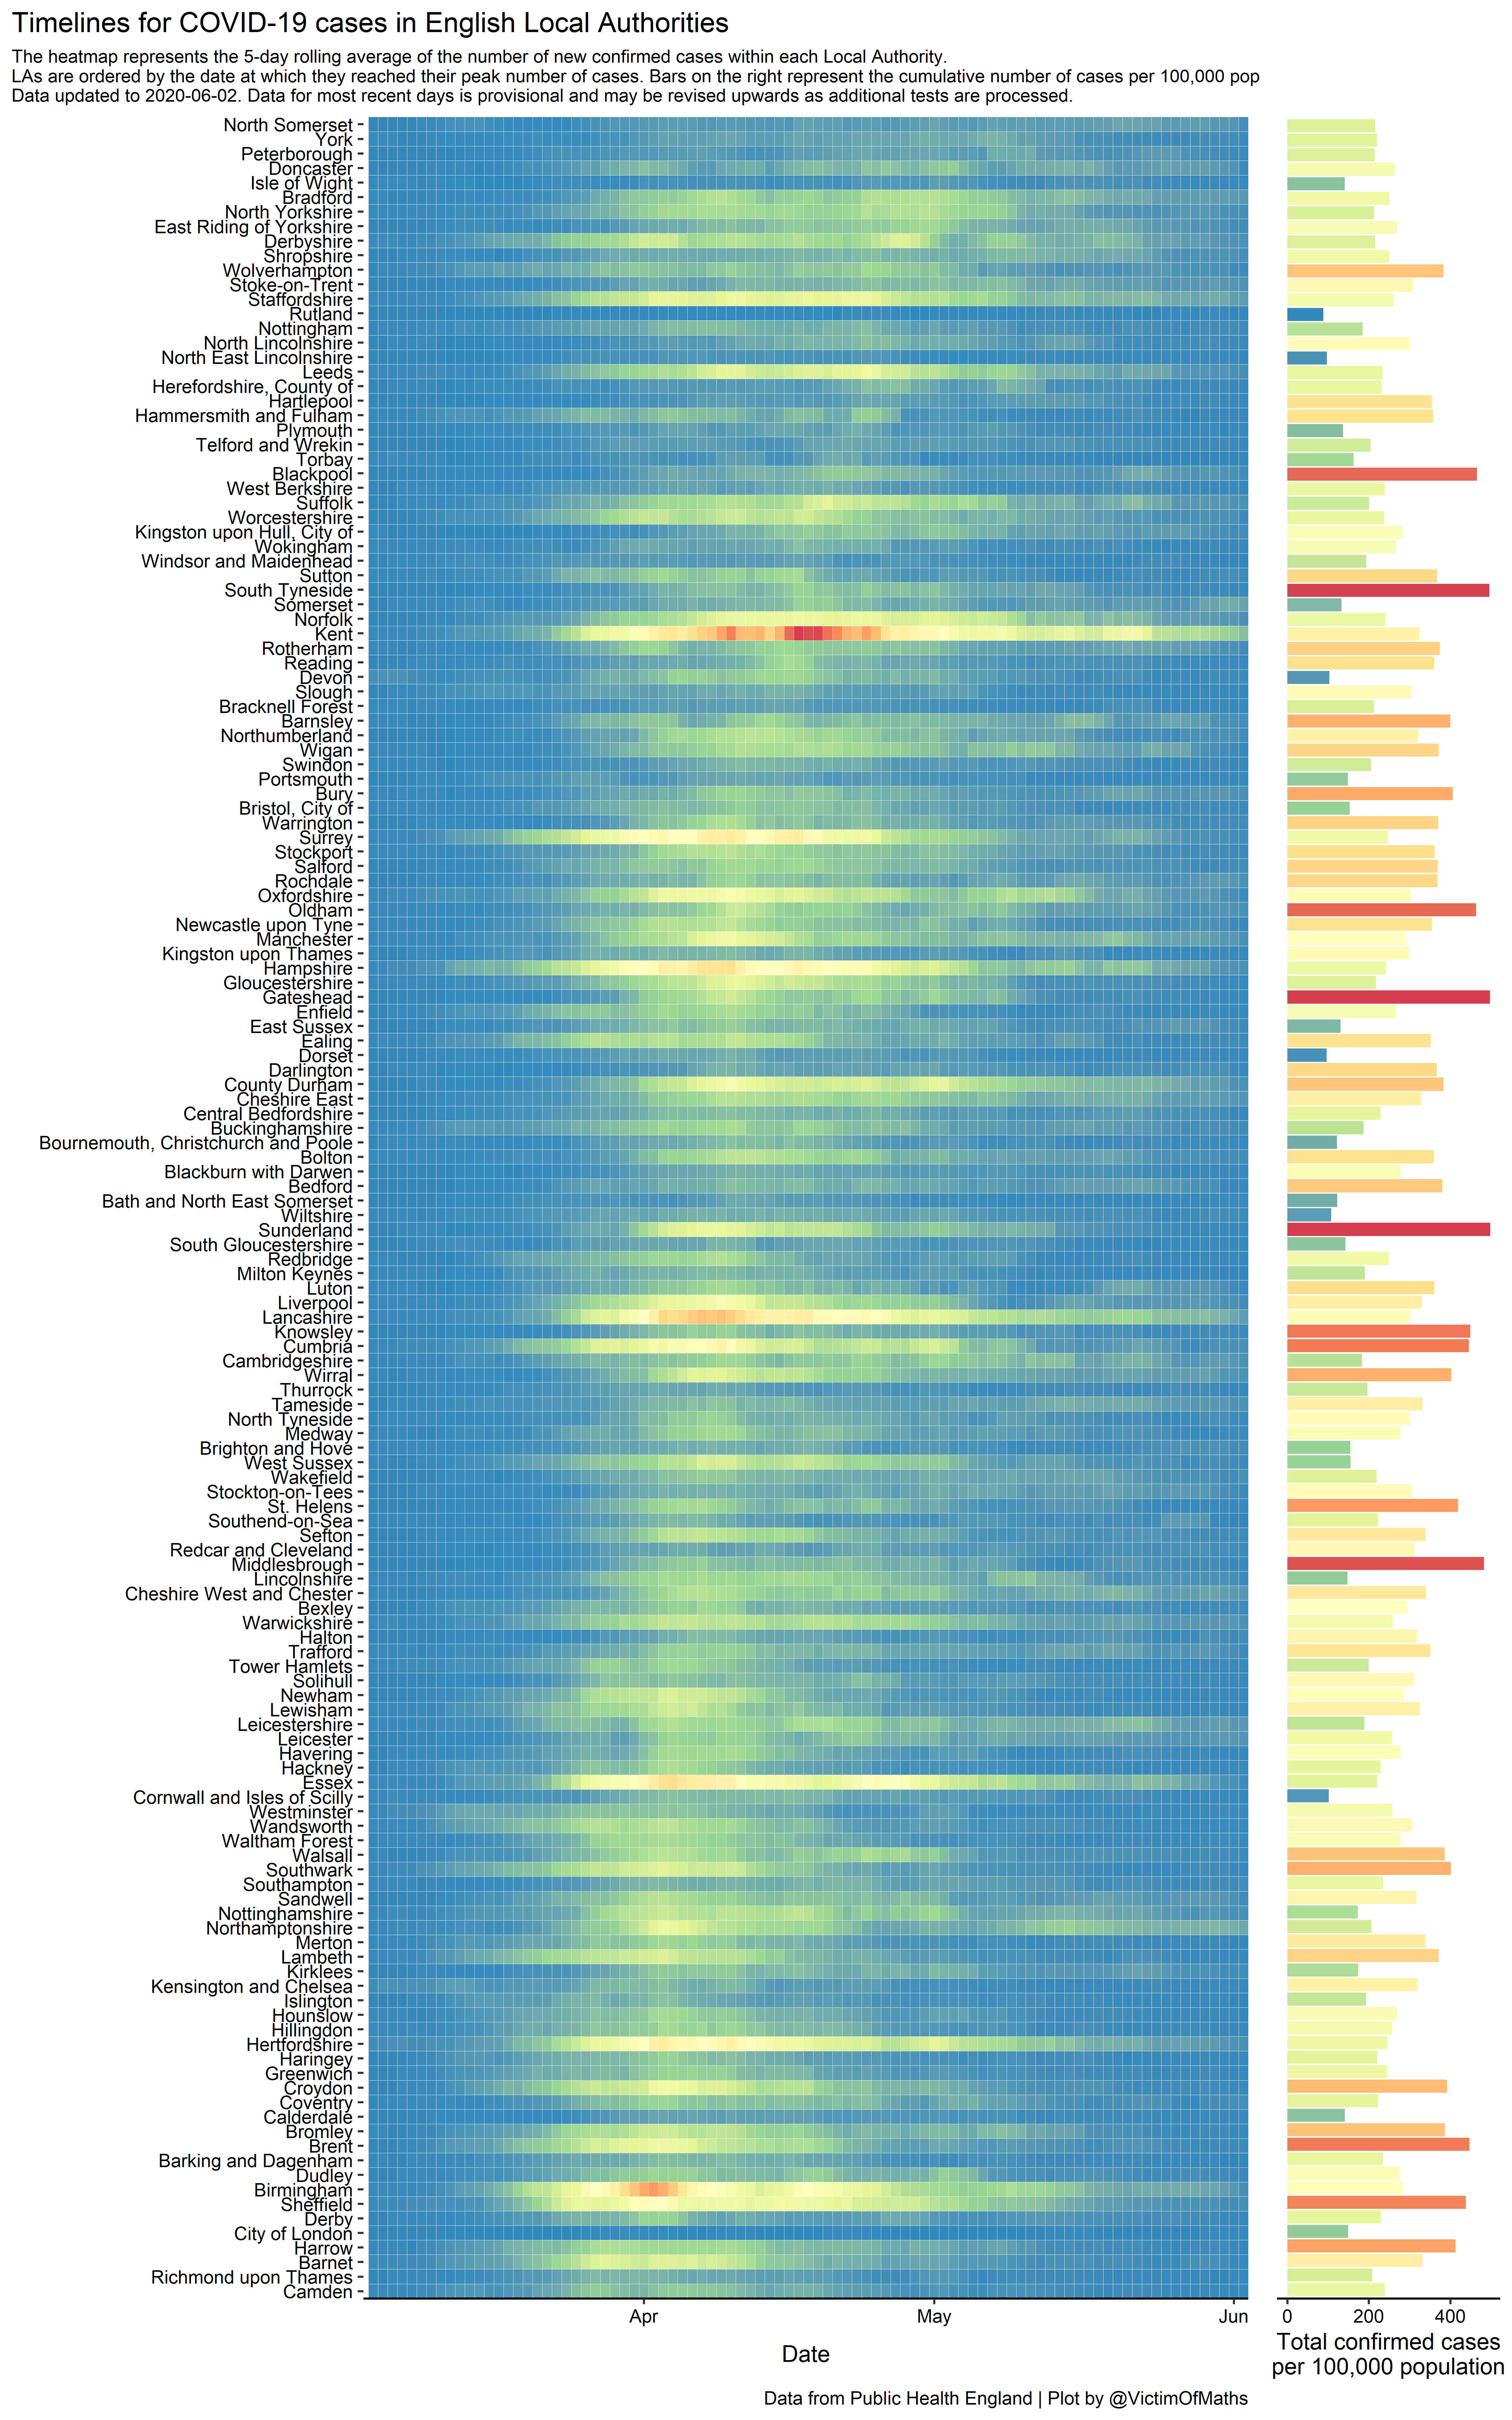 Timelines for COVID-19 cases in English Local Authorities
The heatmap represents the 5-day rolling average of the number of new confirmed cases within each Local Authority.
LAs are ordered by the date at which they reached their peak number of cases. Bars on the right represent the cumulative number of cases per 100,000 pop
Data updated to 2020-06-02. Data for most recent days is provisional and may be revised upwards as additional tests are processed.
North Somerset
York
Peterborough
Doncaster
Isle of Wight
Bradford
North Yorkshire
East Riding of Yorkshire
Derbyshire
Shropshire
Wolverhampton
Stoke-on-Trent
Staffordshire
Rutland
Nottingham
North Lincolnshire
North East Lincolnshire
Leeds
Herefordshire, County of
Hartlepool
Hammersmith and Fulham
Plymouth
Telford and Wrekin
Torbay
Blackpool
West Berkshire
Suffolk
Worcestershire
Kingston upon Hull, City of
Wokingham
Windsor and Maidenhead
Sutton
South Tyneside
Somerset
Norfolk
Kent
Rotherham
Reading
Devon
Slough
Bracknell Forest
Barnsley
Northumberland
Wigan
Swindon
Portsmouth
Bury
Bristol, City of
Warrington
Surrey
Stockport
Salford
Rochdale
Oxfordshire
Oldham
Newcastle upon Tyne
Manchester
Kingston upon Thames
Hampshire
Gloucestershire
Gateshead
Enfield
East Sussex
Ealing
Dorset
Darlington
County Durham
Cheshire East
Central Bedfordshire
Buckinghamshire
Bournemouth, Christchurch and Poole
Bolton
Blackburn with Darwen
Bedford
Bath and North East Somerset
Wiltshire
Sunderland
South Gloucestershire
Redbridge
Milton Keynes
Luton
Liverpool
Lancashire
Knowsley
Cumbria
Cambridgeshire
Wirral
Thurrock
Tameside
North Tyneside
Medway
Brighton and Hove
West Sussex
Wakefield
Stockton-on-Tees
St. Helens
Southend-on-Sea
Sefton
Redcar and Cleveland
Middlesbrough
Lincolnshire
Cheshire West and Chester
Bexley
Warwickshire
Halton
Trafford
Tower Hamlets
Solihull
Newham
Lewisham
Leicestershire
Leicester
Havering
Hackney
Essex
Cornwall and Isles of Scilly
Westminster
Wandsworth
Waltham Forest
Walsall
Southwark
Southampton
Sandwell
Nottinghamshire
Northamptonshire
Merton
Lambeth
Kirklees
Kensington and Chelsea
Islington
Hounslow
Hillingdon
Hertfordshire
Haringey
Greenwich
Croydon
Coventry
Calderdale
Bromley
Brent
Barking and Dagenham
Dudley
Birmingham
Sheffield
Derby
City of London
Harrow
Barnet
Richmond upon Thames
Camden
Apr May Jun
Date
0 200 400
Total confirmed cases
per 100,000 population
Data from Public Health England | Plot by @VictimOfMaths